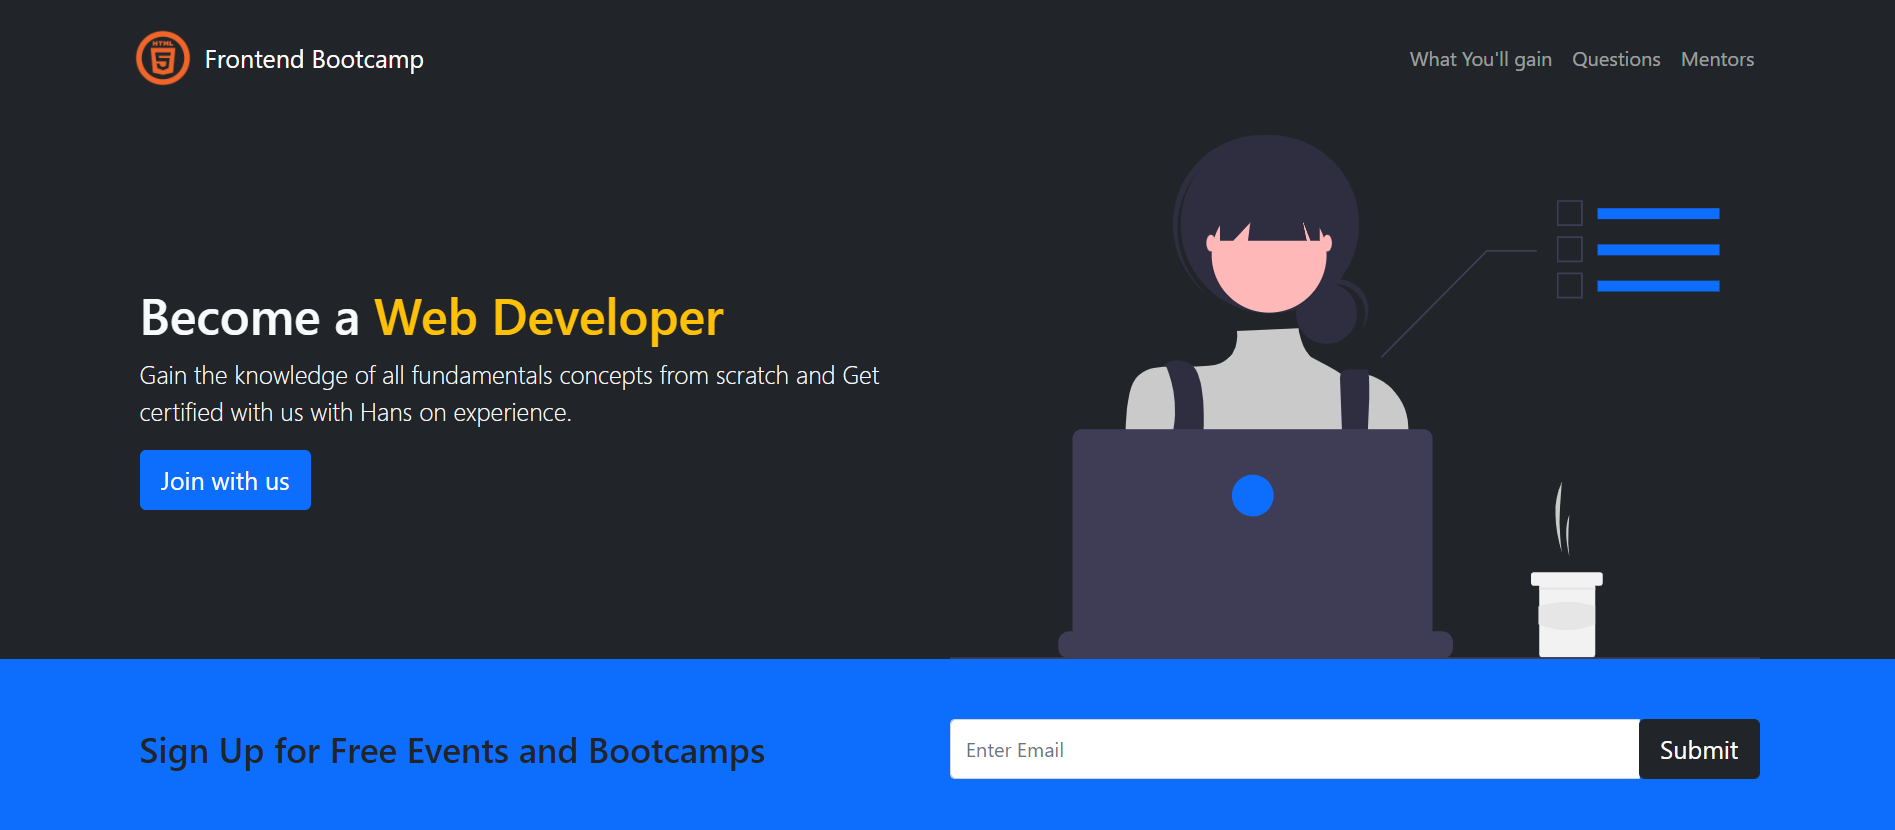 HTML
5
Frontend Bootcamp
What You'll gain
Questions
Mentors
Become a Web Developer
Gain the knowledge of all fundamentals concepts from scratch and Get
certified with us with Hans on experience.
Join with us
Sign Up for Free Events and Bootcamps
Enter Email
Submit